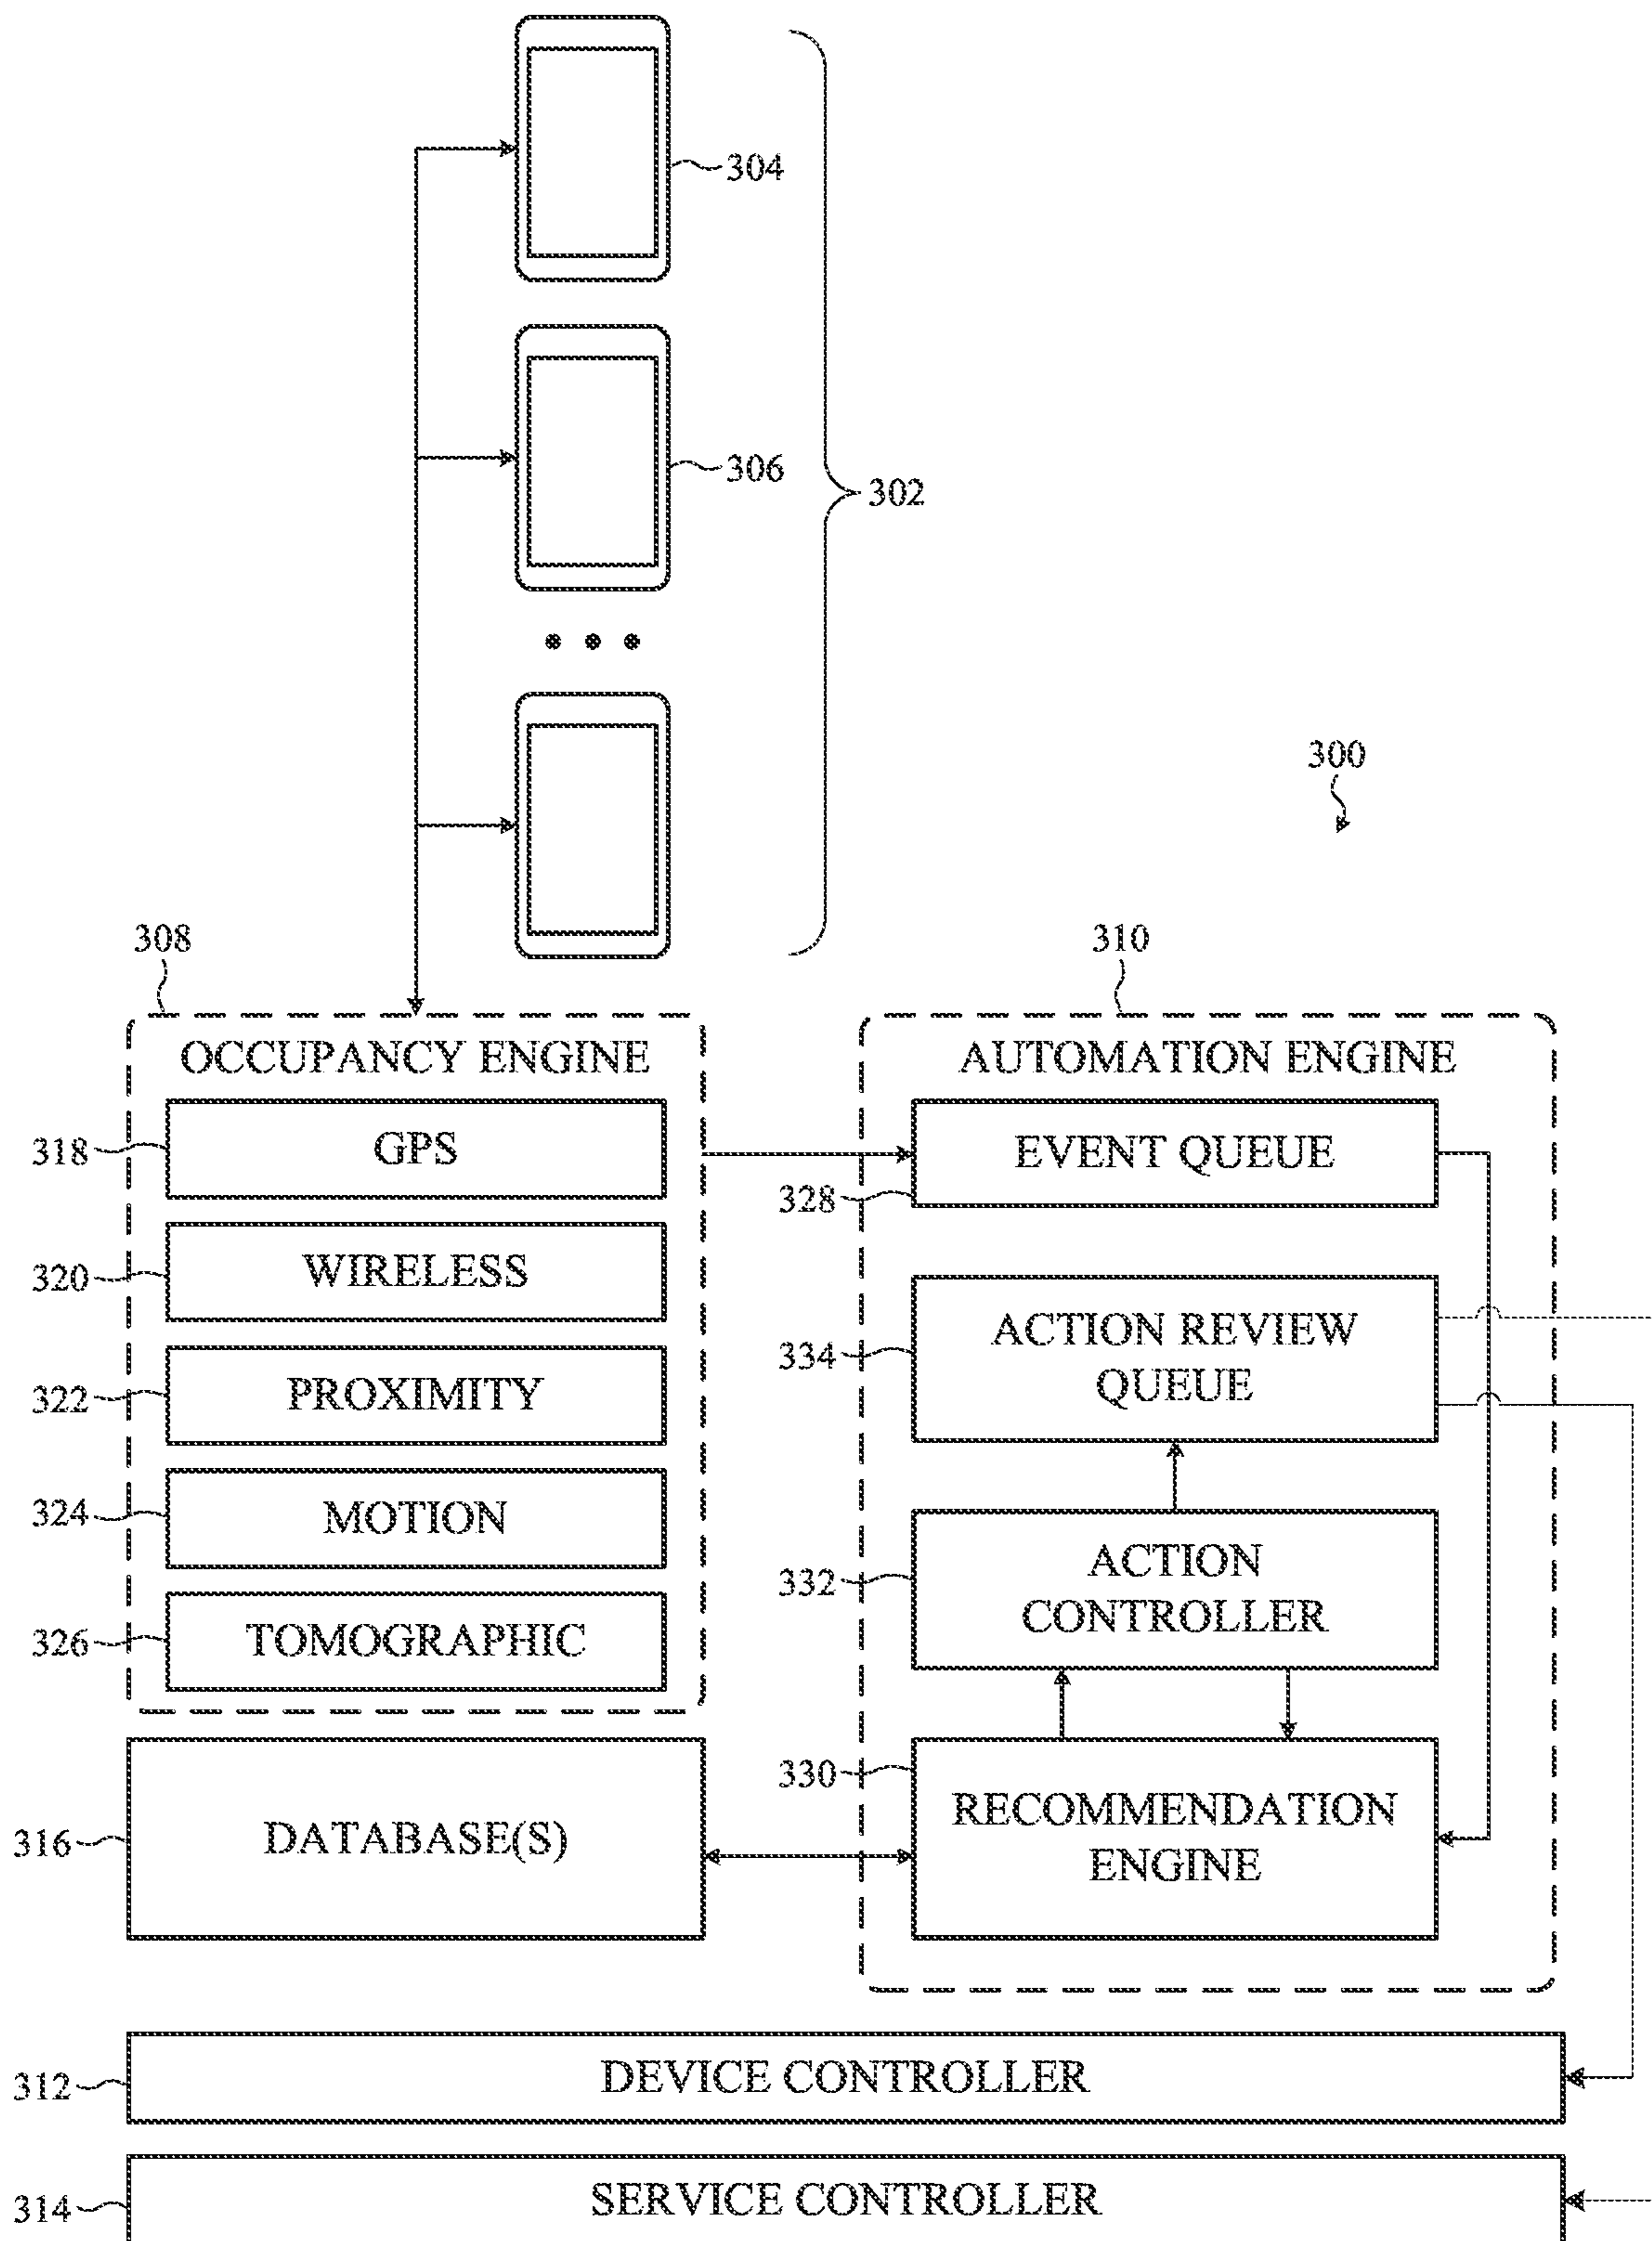 304
306
302
300
308
310
OCCUPANCY ENGINE
AUTOMATION ENGINE
318
GPS
EVENT QUEUE
328
320
WIRELESS
334
ACTION REVIEW
QUEUE
322
PROXIMITY
324
MOTION
332
ACTION
CONTROLLER
326
TOMOGRAPHIC
330
RECOMMENDATION
ENGINE
316
DATABASE(S)
312
DEVICE CONTROLLER
314
SERVICE CONTROLLER